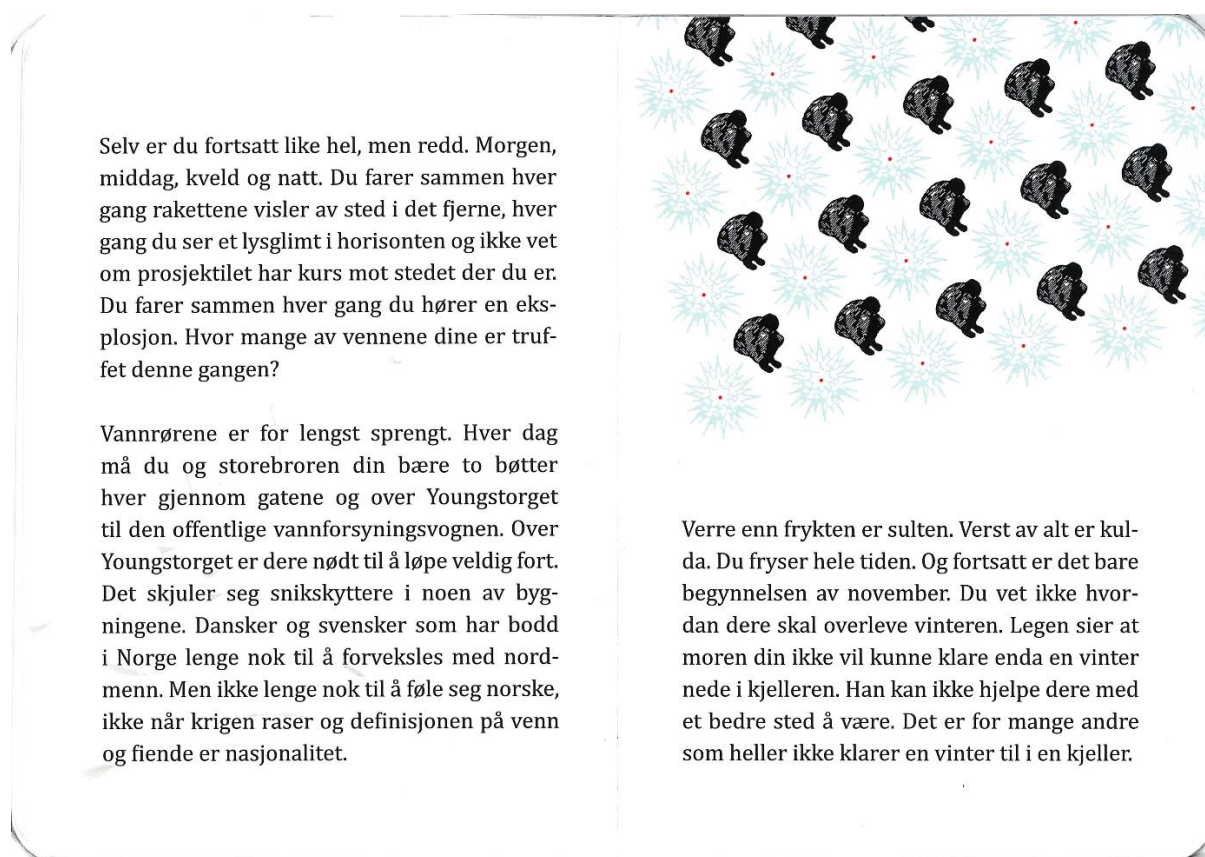 Selv er du fortsatt like hel, men redd. Morgen,
middag, kveld og natt. Du farer sammen hver
gang rakettene visler av sted i det fjerne, hver
gang du ser et lysglimt i horisonten og ikke vet
om prosjektilet har kurs mot stedet der du er.
Du farer sammen hver gang du hører en eks-
plosjon. Hvor mange av vennene dine er truf-
fet denne gangen?
Vannrørene er for lengst sprengt. Hver dag
må du og storebroren din bære to bøtter
hver gjennom gatene og over Youngstorget
til den offentlige vannforsyningsvognen. Over
Youngstorget er dere nødt til å løpe veldig fort.
Det skjuler seg snikskyttere i noen av byg-
ningene. Dansker og svensker som har bodd
i Norge lenge nok til å forveksles med nord-
menn. Men ikke lenge nok til å føle seg norske,
ikke når krigen raser og definisjonen på venn
og fiende er nasjonalitet.
Verre enn frykten er sulten. Verst av alt er kul-
da. Du fryser hele tiden. Og fortsatt er det bare
begynnelsen av november. Du vet ikke hvor-
dan dere skal overleve vinteren. Legen sier at
moren din ikke vil kunne klare enda en vinter
nede i kjelleren. Han kan ikke hjelpe dere med
et bedre sted å være. Det er for mange andre
som heller ikke klarer en vinter til i en kjeller.